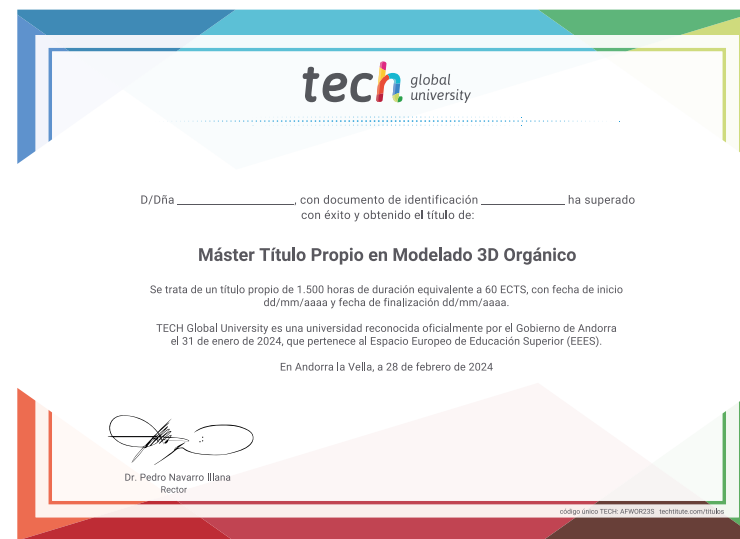 tech global university
D/Dña ____________________, con documento de identificación ______________ ha superado
con éxito y obtenido el título de:
Máster Título Propio en Modelado 3D Orgánico
Se trata de un título propio de 1.500 horas de duración equivalente a 60 ECTS, con fecha de inicio
dd/mm/aaaa y fecha de finalización dd/mm/aaaa.
TECH Global University es una universidad reconocida oficialmente por el Gobierno de Andorra
el 31 de enero de 2024, que pertenece al Espacio Europeo de Educación Superior (EEES).
En Andorra la Vella, a 28 de febrero de 2024
Dr. Pedro Navarro Illana
Rector
código único TECH: AFWOR23S techtitute.com/titulos